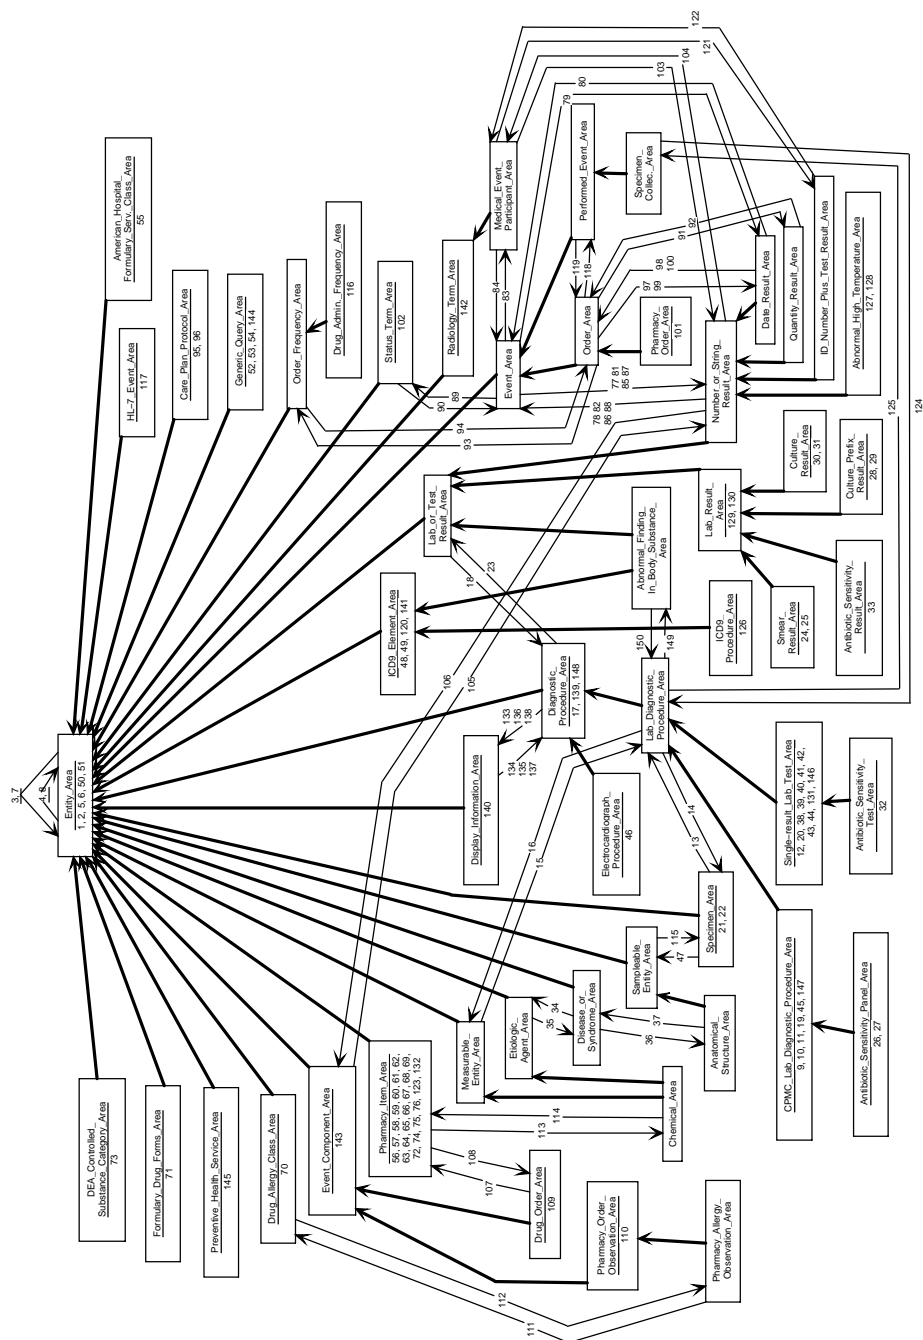 3,7
4, 8
Entity_Area
1, 2, 5, 6, 50, 51
DEA_Controlled_
Substance_Category_Area
73
Formulary_Drug_Forms_Area
71
Preventive_Health_Service_Area
145
Drug_Allergy_Class_Area
70
Event_Component_Area
143
Pharmacy_Item_Area
56, 57, 58, 59, 60, 61, 62,
63, 64, 65, 66, 67, 68, 69,
72, 74, 75, 76, 123, 132
Measurable_
Entity_Area
Etiologic_
Agent_Area
Disease_or_
Syndrome_Area
Sampleable_
Entity_Area
Specimen_Area
21, 22
Anatomical_
Structure_Area
Chemical_Area
Drug_Order_Area
109
Pharmacy_Order_
Observation_Area
110
Pharmacy_Allergy_
Observation_Area
111
112
107
108
113
114
35
34
36
37
47
115
13
14
15
16
105
106
Display_Information_Area
140
134
135
137
133
136
138
Diagnostic_
Procedure_Area
17, 139, 148
Electrocardiograph_
Procedure_Area
46
Lab_Diagnostic_
Procedure_Area
CPMC_Lab_Diagnostic_Procedure_Area
9, 10, 11, 19, 45, 147
Antibiotic_Sensitivity_Panel_Area
26, 27
Single-result_Lab_Test_Area
12, 20, 38, 39, 40, 41, 42,
43, 44, 131, 146
Antibiotic_Sensitivity_
Test_Area
32
ICD9_Element_Area
48, 49, 120, 141
ICD9_
Procedure_Area
126
Abnormal_Finding_
In_Body_Substance_
Area
150
149
18
23
Lab_or_Test_
Result_Area
Lab_Result_
Area
129, 130
Smear_
Result_Area
24, 25
Antibiotic_Sensitivity_
Result_Area
33
Culture_
Result_Area
30, 31
Culture_Prefix_
Result_Area
28, 29
Number_or_String_
Result_Area
Date_Result_Area
Quantity_Result_Area
ID_Number_Plus_Test_Result_Area
Abnormal_High_Temperature_Area
127, 128
American_Hospital_
Formulary_Serv._Class_Area
55
HL-7_Event_Area
117
Care_Plan_Protocol_Area
95, 96
Generic_Query_Area
52, 53, 54, 144
Order_Frequency_Area
Drug_Admin._Frequency_Area
116
Status_Term_Area
102
Radiology_Term_Area
142
Medical_Event_
Participant_Area
Event_Area
Order_Area
Pharmacy_
Order_Area
101
Performed_Event_Area
Specimen_
Collec._Area
93
94
90
89
83
84
118
119
77 81
85 87
78 82
86 88
97
99
98
100
91
92
79
80
103
104
121
122
125
124